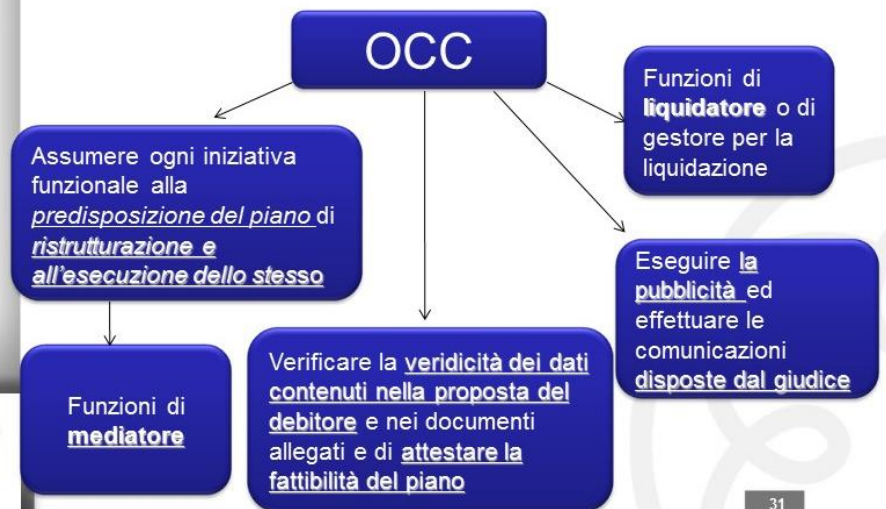 OCC
Funzioni di
liquidatore o di
gestore per la
liquidazione
Assumere ogni iniziativa
funzionale alla
predisposizione del piano di
ristrutturazione e
all'esecuzione dello stesso
Eseguire la
pubblicità ed
effettuare le
comunicazioni
disposte dal giudice
Funzioni di
mediatore
Verificare la veridicità dei dati
contenuti nella proposta del
debitore e nei documenti
allegati e di attestare la
fattibilità del piano
31